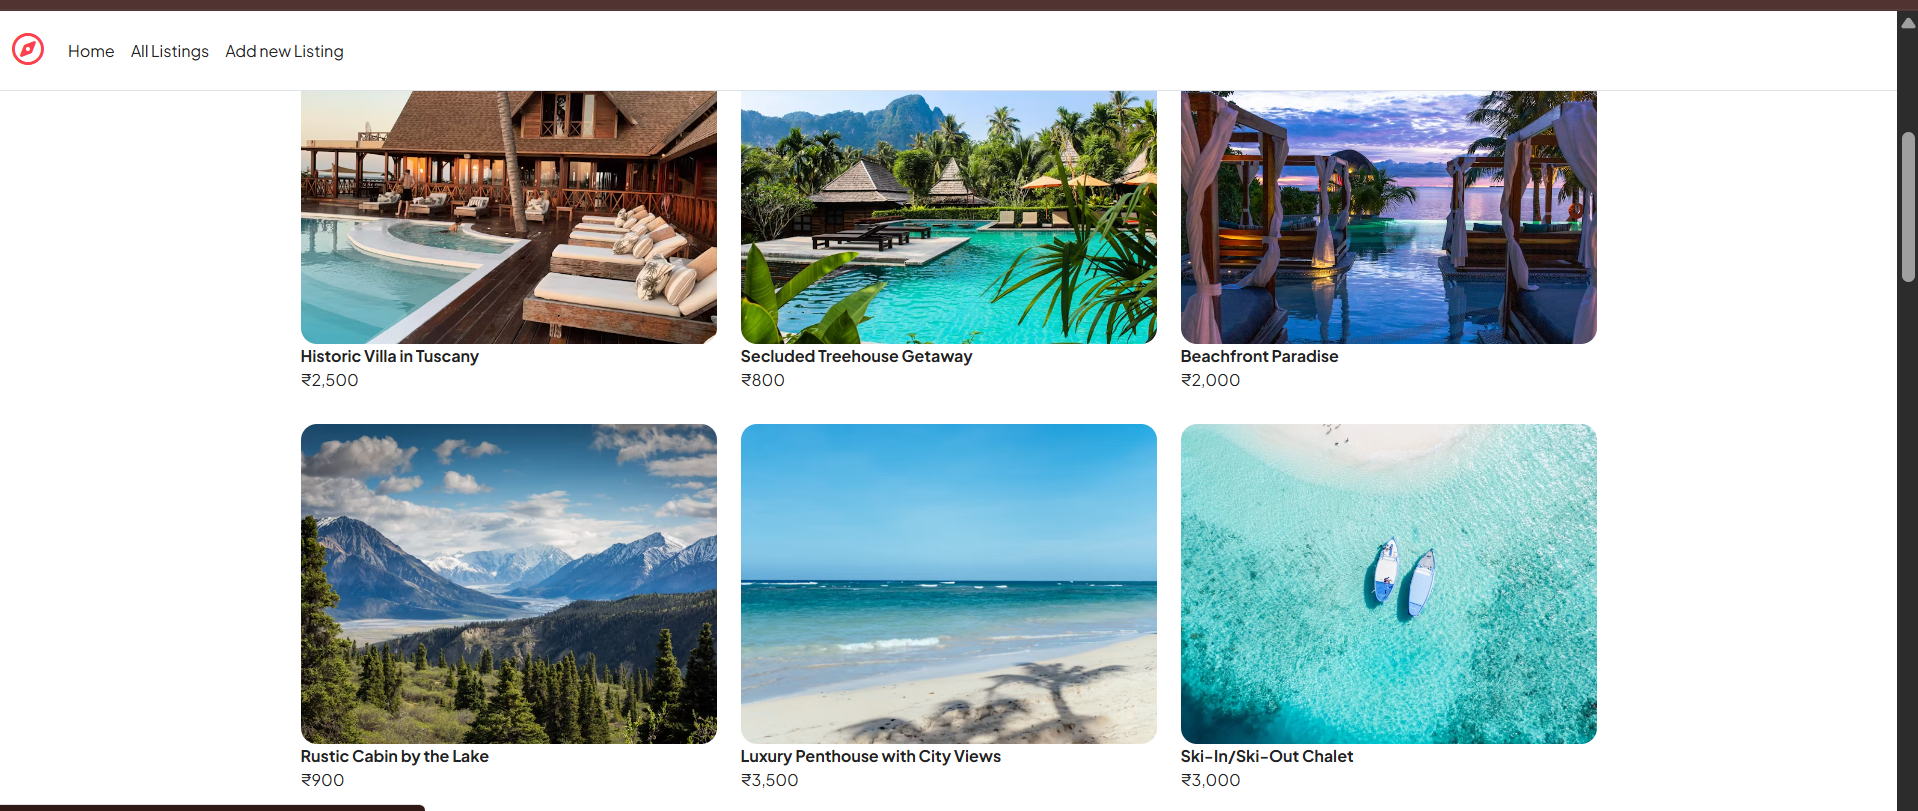 Home
All Listings
Add new Listing
Historic Villa in Tuscany
₹2,500
Secluded Treehouse Getaway
₹800
Beachfront Paradise
₹2,000
Rustic Cabin by the Lake
₹900
Luxury Penthouse with City Views
₹3,500
Ski-In/Ski-Out Chalet
₹3,000